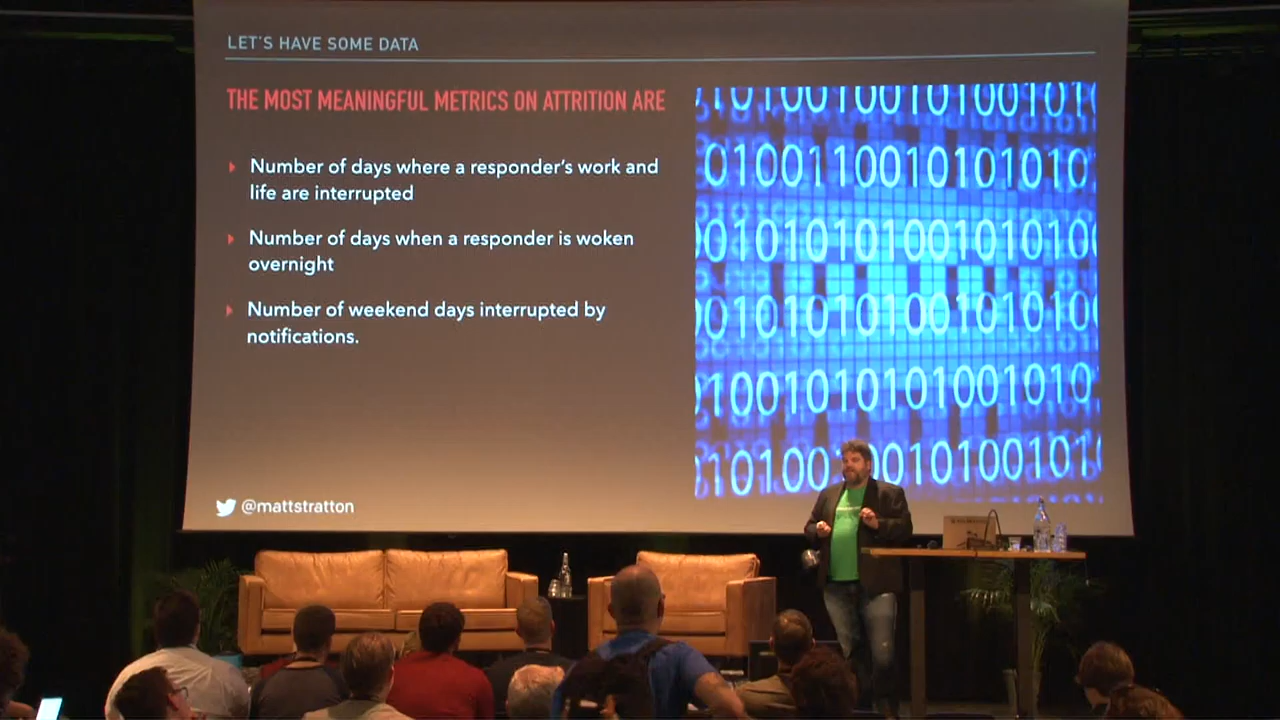 LET'S HAVE SOME DATA
THE MOST MEANINGFUL METRICS ON ATTRITION ARE
Number of days where a responder's work and
life are interrupted
Number of days when a responder is woken
overnight
Number of weekend days interrupted by
notifications.
@mattstratton